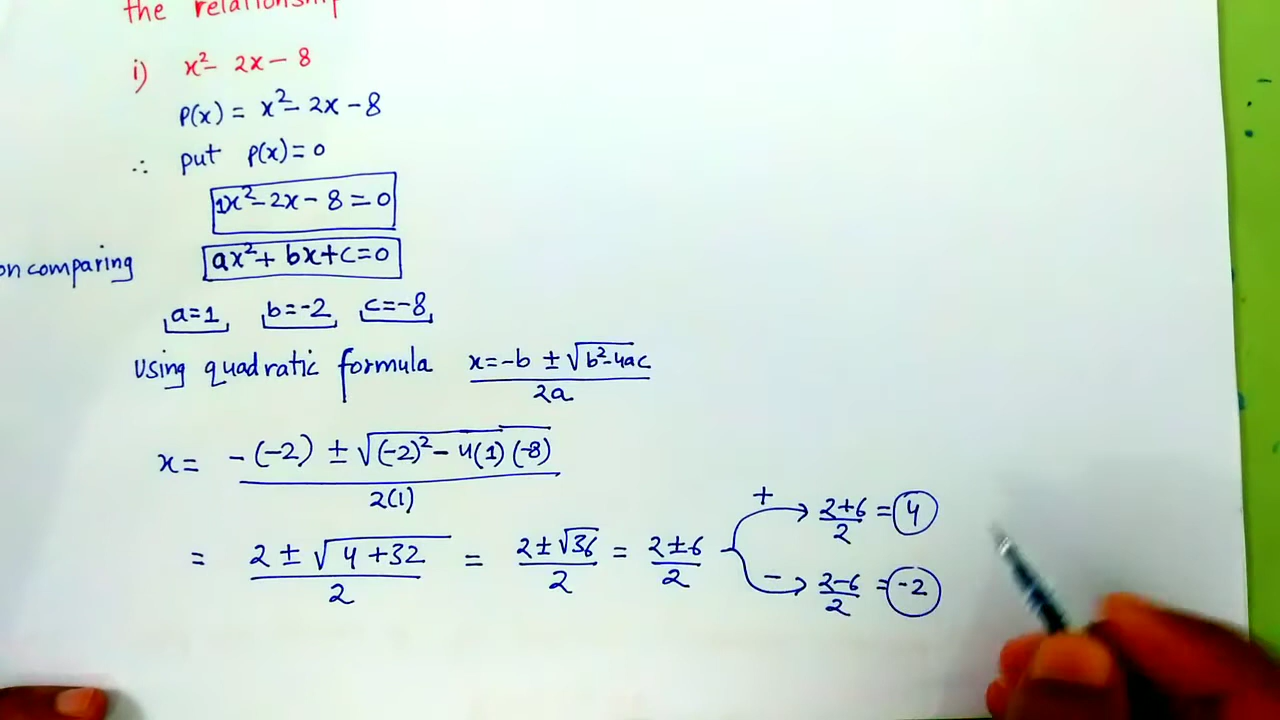 the relationship
i) x² - 2x - 8
P(x) = x² - 2x - 8
∴ put P(x) = 0
1x² - 2x - 8 = 0
on comparing ax² + bx + c = 0
a=1 b=-2 c=-8
Using quadratic formula x = -b ± √(b²-4ac) / 2a
x = -(-2) ± √((-2)² - 4(1)(-8)) / 2(1)
= 2 ± √(4+32) / 2 = 2 ± √36 / 2 = 2 ± 6 / 2
+ → 2+6 / 2 = 4
- → 2-6 / 2 = -2